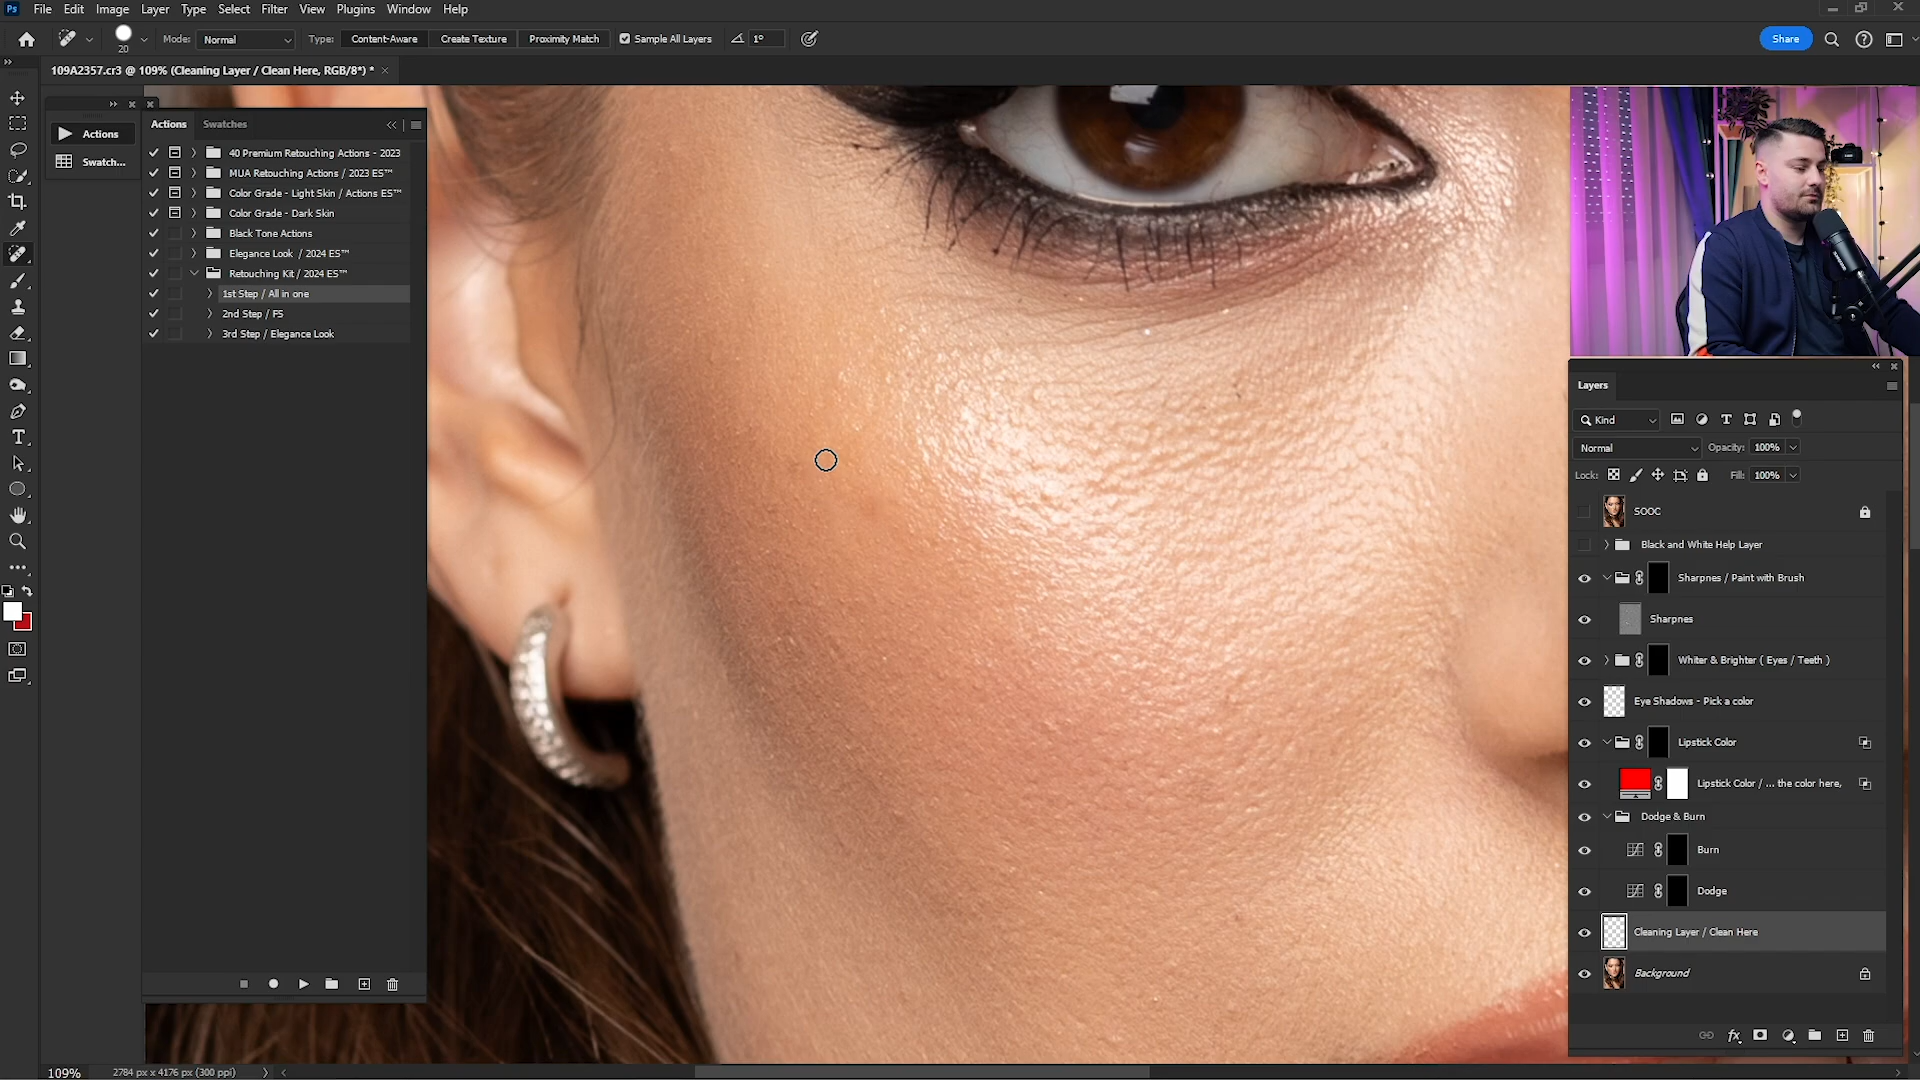 Ps File Edit Image Layer Type Select Filter View Plugins Window Help
20 Mode: Normal Type: Content-Aware Create Texture Proximity Match Sample All Layers 1° Share
109A2357.cr3 @ 109% (Cleaning Layer / Clean Here, RGB/8*) *
Actions
Swatch...
Actions Swatches
40 Premium Retouching Actions - 2023
MUA Retouching Actions / 2023 ES™
Color Grade - Light Skin / Actions ES™
Color Grade - Dark Skin
Black Tone Actions
Elegance Look / 2024 ES™
Retouching Kit / 2024 ES™
1st Step / All in one
2nd Step / FS
3rd Step / Elegance Look
Layers
Kind
Normal Opacity: 100%
Lock: Fill: 100%
SOOC
Black and White Help Layer
Sharpnes / Paint with Brush
Sharpnes
Whiter & Brighter ( Eyes / Teeth )
Eye Shadows - Pick a color
Lipstick Color
Lipstick Color / ... the color here,
Dodge & Burn
Burn
Dodge
Cleaning Layer / Clean Here
Background
fx
109% 2784 px x 4176 px (300 ppi)